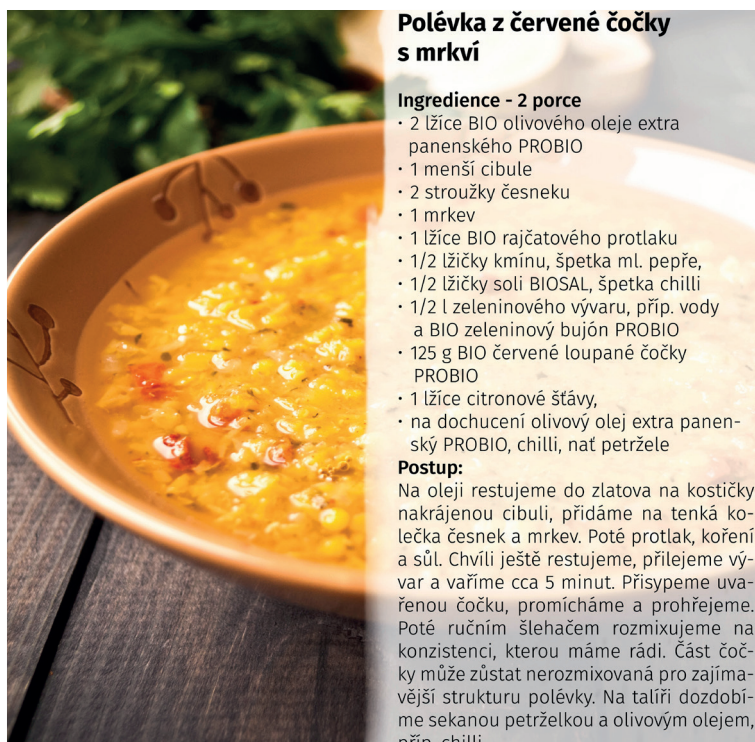 Polévka z červené čočky
s mrkví
Ingredience - 2 porce
• 2 lžíce BIO olivového oleje extra
panenského PROBIO
• 1 menší cibule
• 2 stroužky česneku
• 1 mrkev
• 1 lžíce BIO rajčatového protlaku
• 1/2 lžičky kmínu, špetka ml. pepře,
• 1/2 lžičky soli BIOSAL, špetka chilli
• 1/2 l zeleninového vývaru, příp. vody
a BIO zeleninový bujón PROBIO
• 125 g BIO červené loupané čočky
PROBIO
• 1 lžíce citronové šťávy,
• na dochucení olivový olej extra panen-
ský PROBIO, chilli, nať petržele
Postup:
Na oleji restujeme do zlatova na kostičky
nakrájenou cibuli, přidáme na tenká ko-
lečka česnek a mrkev. Poté protlak, koření
a sůl. Chvíli ještě restujeme, přilejeme vý-
var a vaříme cca 5 minut. Přisypeme uva-
řenou čočku, promícháme a prohřejeme.
Poté ručním šlehačem rozmixujeme na
konzistenci, kterou máme rádi. Část čoč-
ky může zůstat nerozmixovaná pro zajíma-
vější strukturu polévky. Na talíři dozdobí-
me sekanou petrželkou a olivovým olejem,
příp. chilli